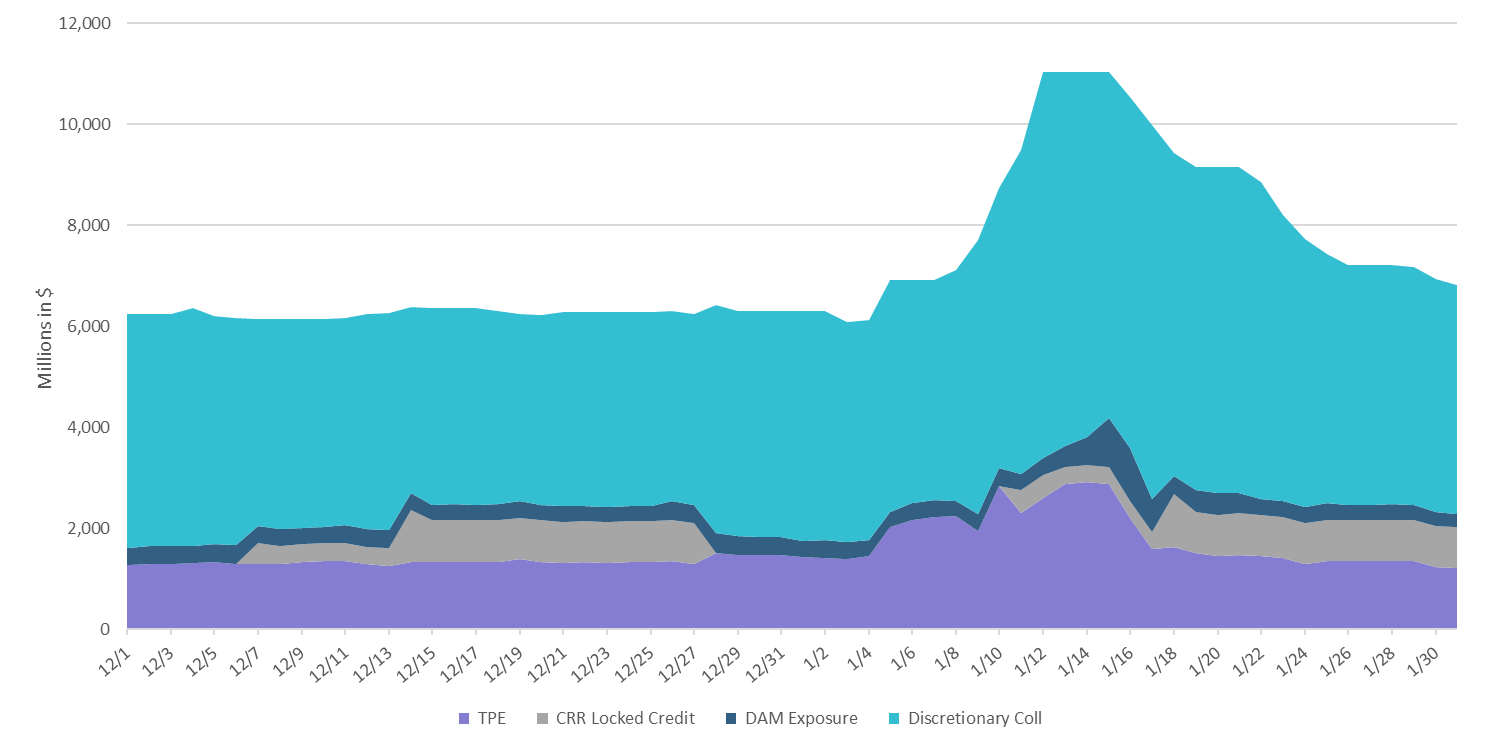 12,000
10,000
8,000
6,000
4,000
2,000
0
Millions in $
12/1 12/3 12/5 12/7 12/9 12/11 12/13 12/15 12/17 12/19 12/21 12/23 12/25 12/27 12/29 12/31 1/2 1/4 1/6 1/8 1/10 1/12 1/14 1/16 1/18 1/20 1/22 1/24 1/26 1/28 1/30
TPE CRR Locked Credit DAM Exposure Discretionary Coll